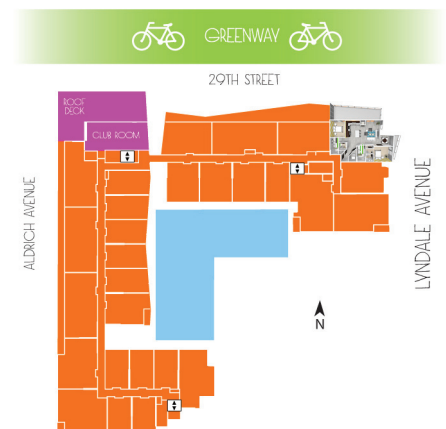 GREENWAY
29TH STREET
ROOF
DECK
CLUB ROOM
ALDRICH AVENUE
LYNDALE AVENUE
N